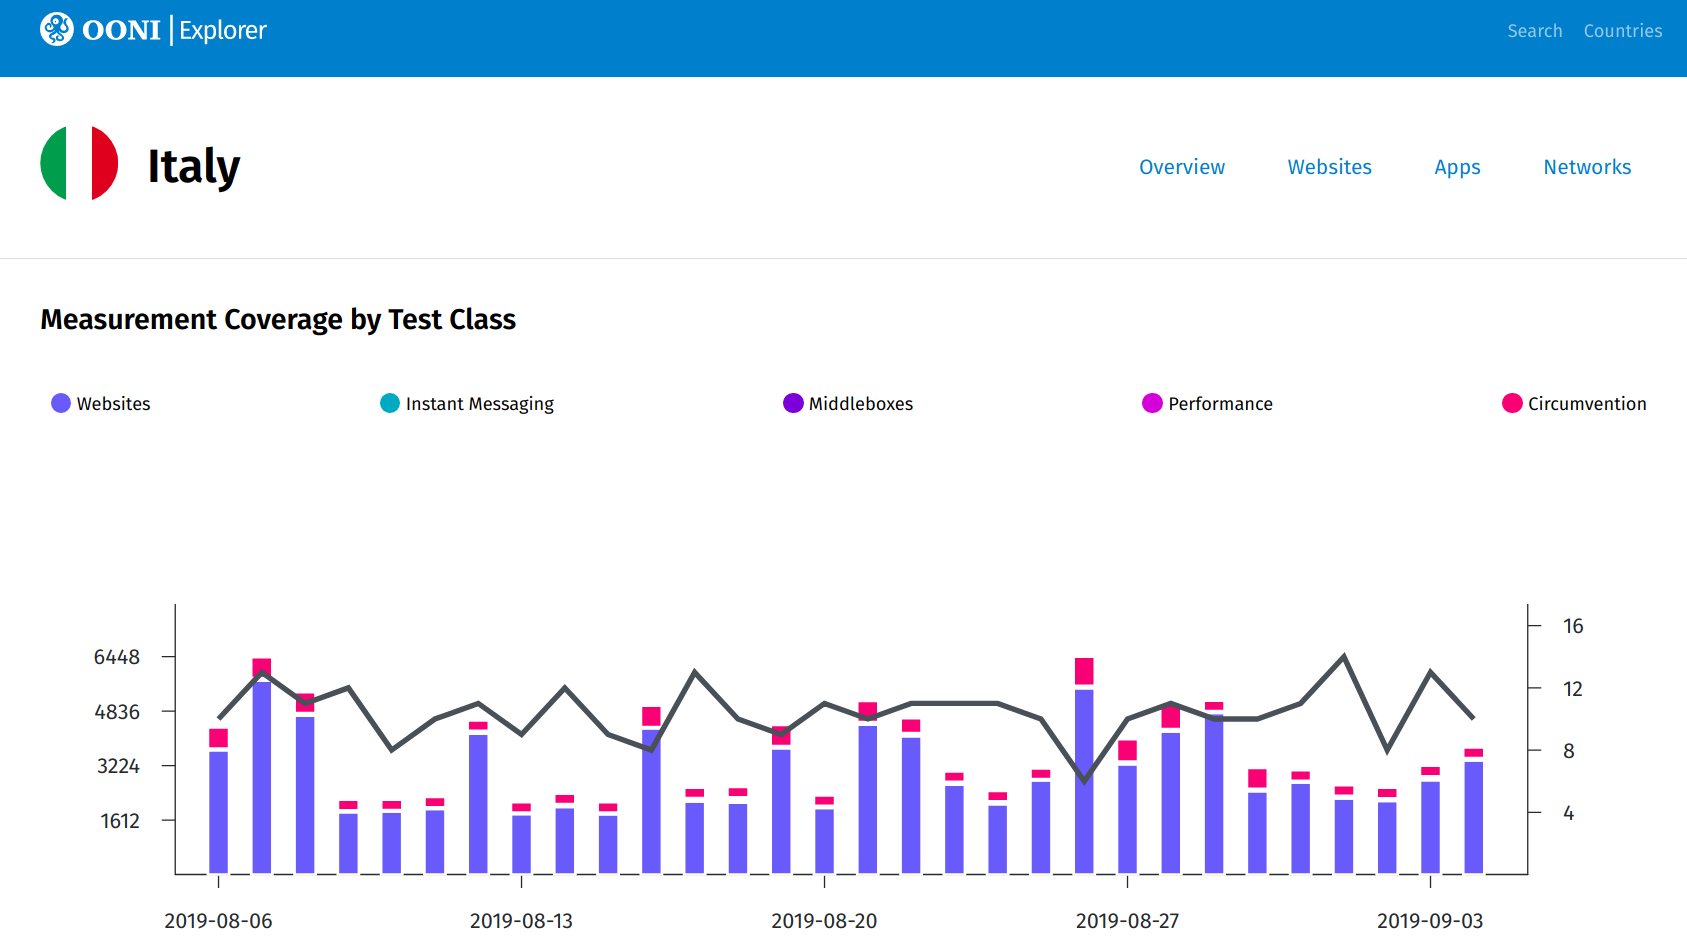 OONI | Explorer
Search Countries
Italy
Overview Websites Apps Networks
Measurement Coverage by Test Class
Websites Instant Messaging Middleboxes Performance Circumvention
6448
4836
3224
1612
16
12
8
4
2019-08-06 2019-08-13 2019-08-20 2019-08-27 2019-09-03